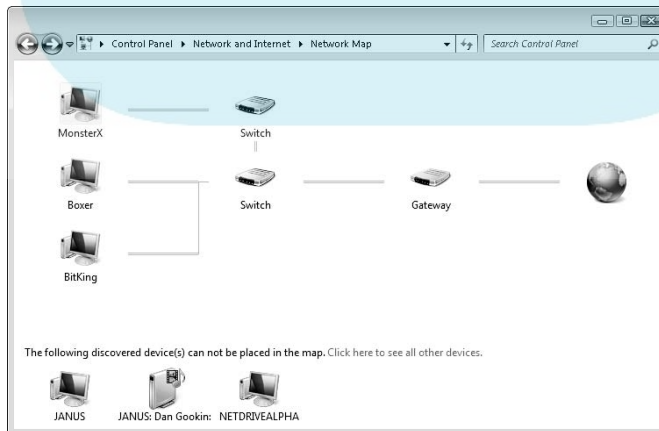 Control Panel ▸ Network and Internet ▸ Network Map
Search Control Panel
MonsterX
Switch
Boxer
Switch
Gateway
BitKing
The following discovered device(s) can not be placed in the map. Click here to see all other devices.
JANUS
JANUS: Dan Gookin:
NETDRIVEALPHA